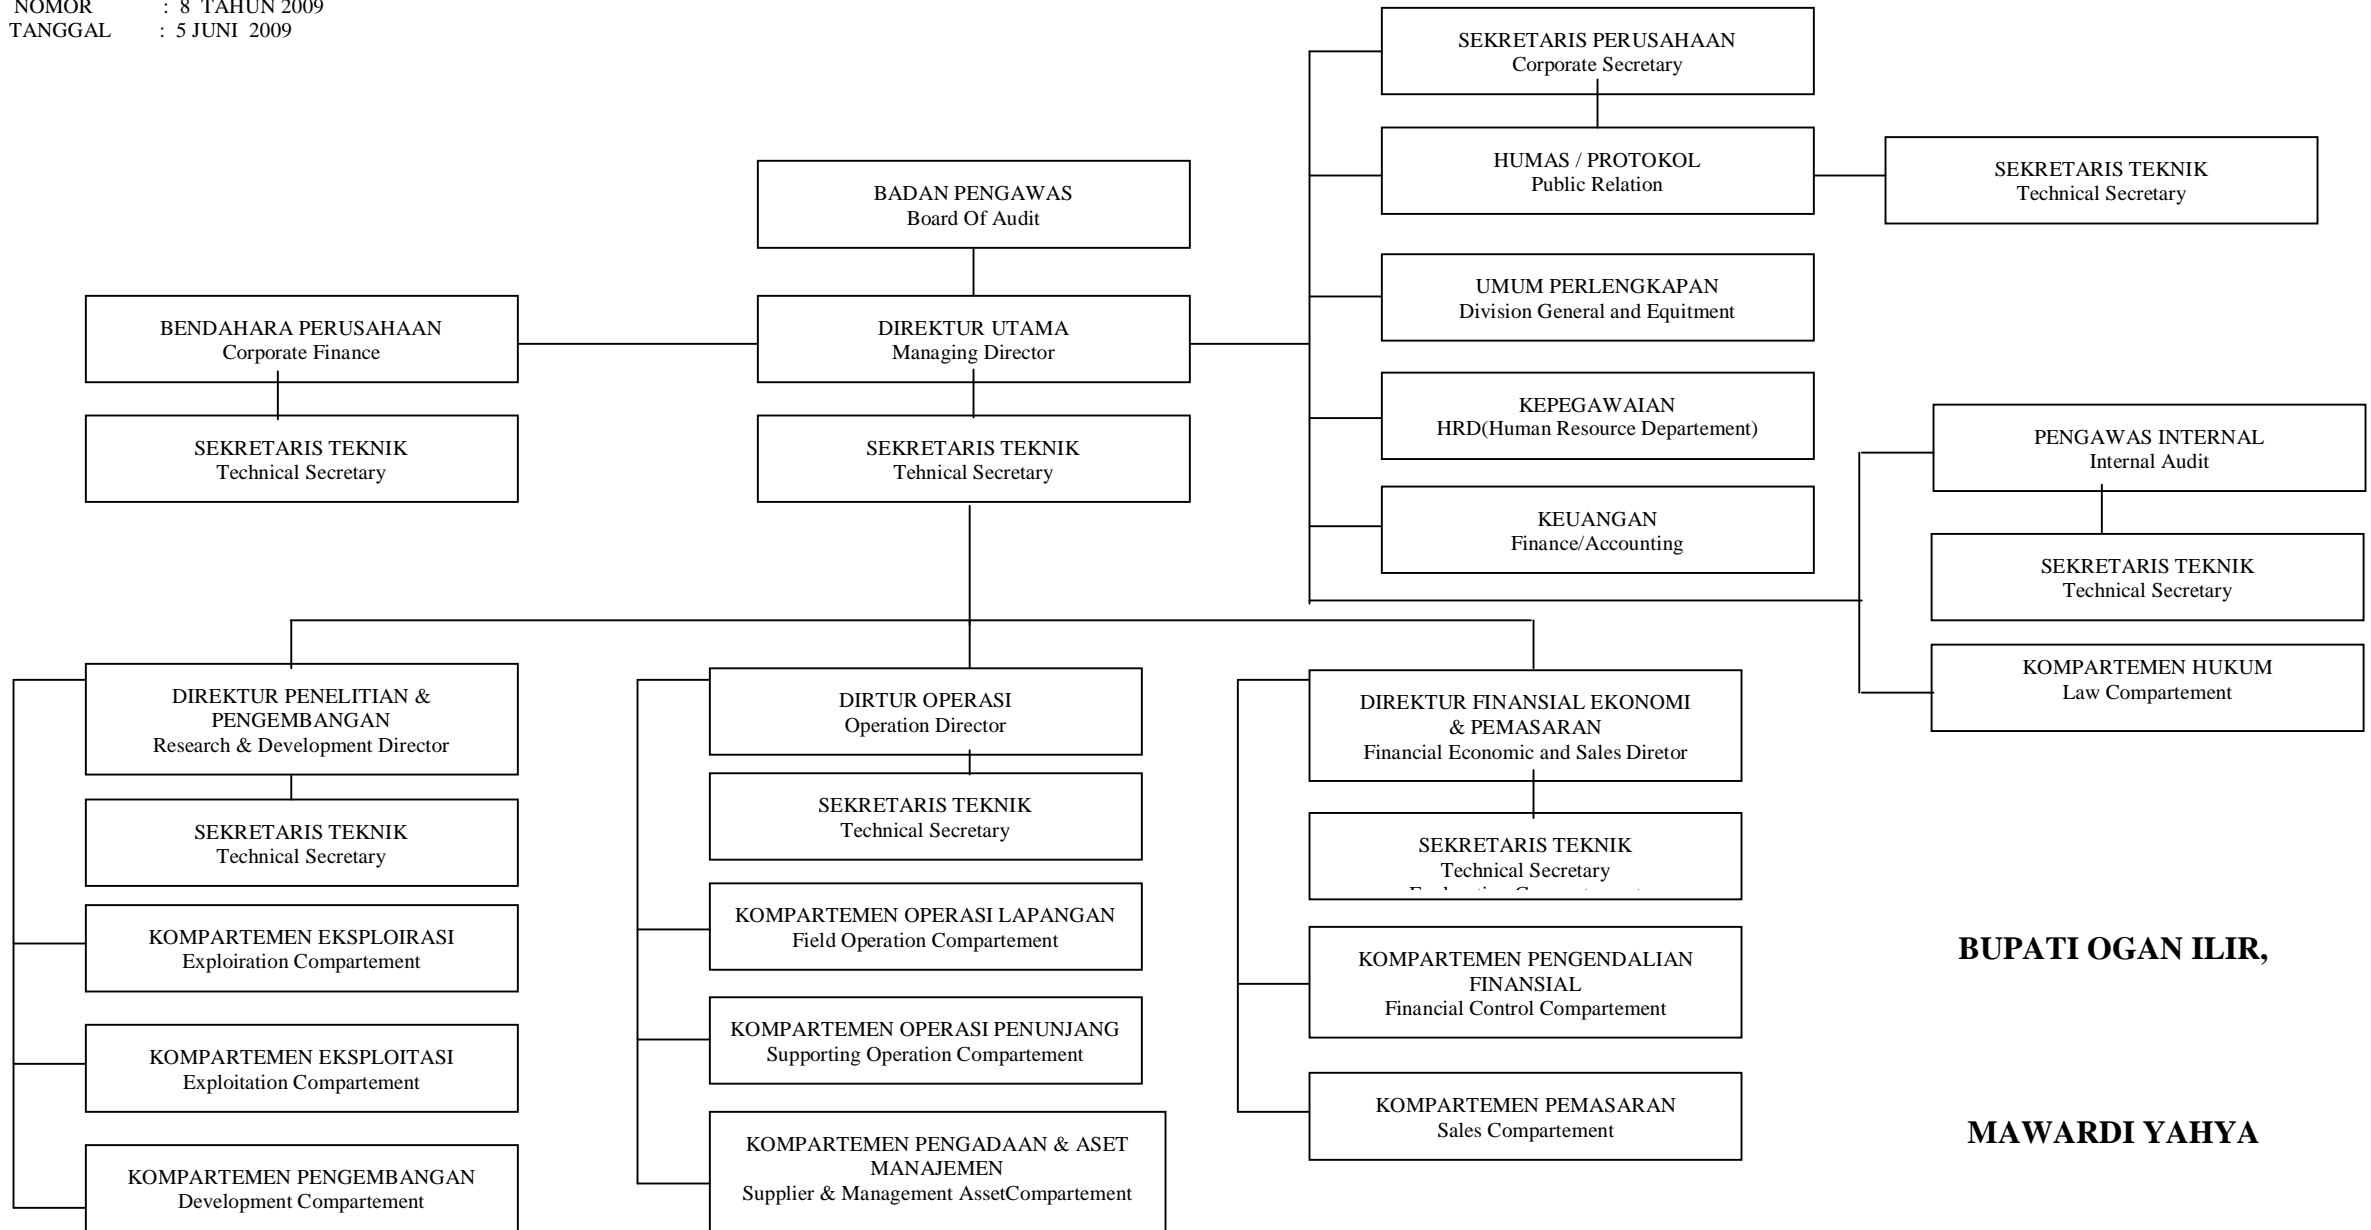 NOMOR : 8 TAHUN 2009
TANGGAL : 5 JUNI 2009
SEKRETARIS PERUSAHAAN
Corporate Secretary
HUMAS / PROTOKOL
Public Relation
SEKRETARIS TEKNIK
Technical Secretary
BADAN PENGAWAS
Board Of Audit
UMUM PERLENGKAPAN
Division General and Equitment
BENDAHARA PERUSAHAAN
Corporate Finance
DIREKTUR UTAMA
Managing Director
KEPEGAWAIAN
HRD(Human Resource Departement)
SEKRETARIS TEKNIK
Technical Secretary
SEKRETARIS TEKNIK
Tehnical Secretary
PENGAWAS INTERNAL
Internal Audit
KEUANGAN
Finance/Accounting
SEKRETARIS TEKNIK
Technical Secretary
KOMPARTEMEN HUKUM
Law Compartement
DIREKTUR PENELITIAN &
PENGEMBANGAN
Research & Development Director
DIRTUR OPERASI
Operation Director
DIREKTUR FINANSIAL EKONOMI
& PEMASARAN
Financial Economic and Sales Diretor
SEKRETARIS TEKNIK
Technical Secretary
SEKRETARIS TEKNIK
Technical Secretary
SEKRETARIS TEKNIK
Technical Secretary
KOMPARTEMEN EKSPLOIRASI
Exploiration Compartement
KOMPARTEMEN OPERASI LAPANGAN
Field Operation Compartement
KOMPARTEMEN PENGENDALIAN
FINANSIAL
Financial Control Compartement
BUPATI OGAN ILIR,
KOMPARTEMEN EKSPLOITASI
Exploitation Compartement
KOMPARTEMEN OPERASI PENUNJANG
Supporting Operation Compartement
KOMPARTEMEN PEMASARAN
Sales Compartement
MAWARDI YAHYA
KOMPARTEMEN PENGEMBANGAN
Development Compartement
KOMPARTEMEN PENGADAAN & ASET
MANAJEMEN
Supplier & Management AssetCompartement